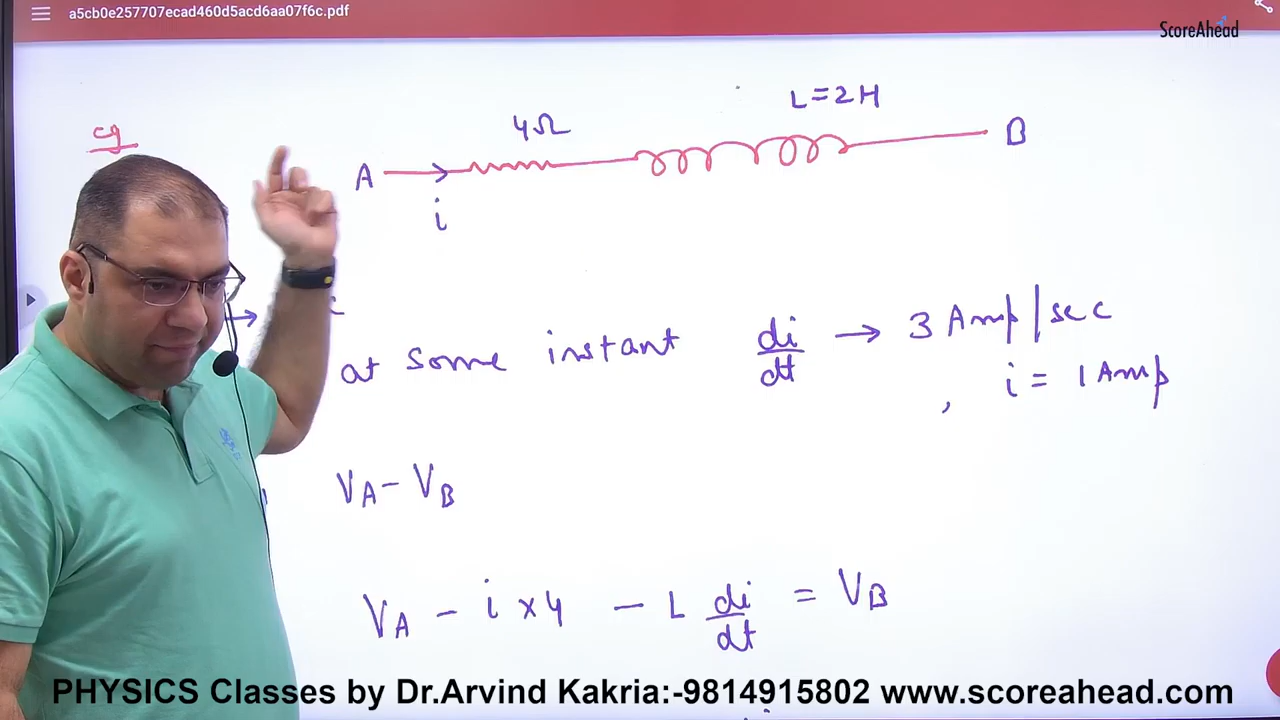 a5cb0e257707ecad460d5acd6aa07f6c.pdf
ScoreAhead
eg
4Ω
L=2H
A
B
i
at some instant di/dt → 3 Amp/sec
, i = 1 Amp
VA - VB
VA - i x 4 - L di/dt = VB
PHYSICS Classes by Dr.Arvind Kakria:-9814915802 www.scoreahead.com